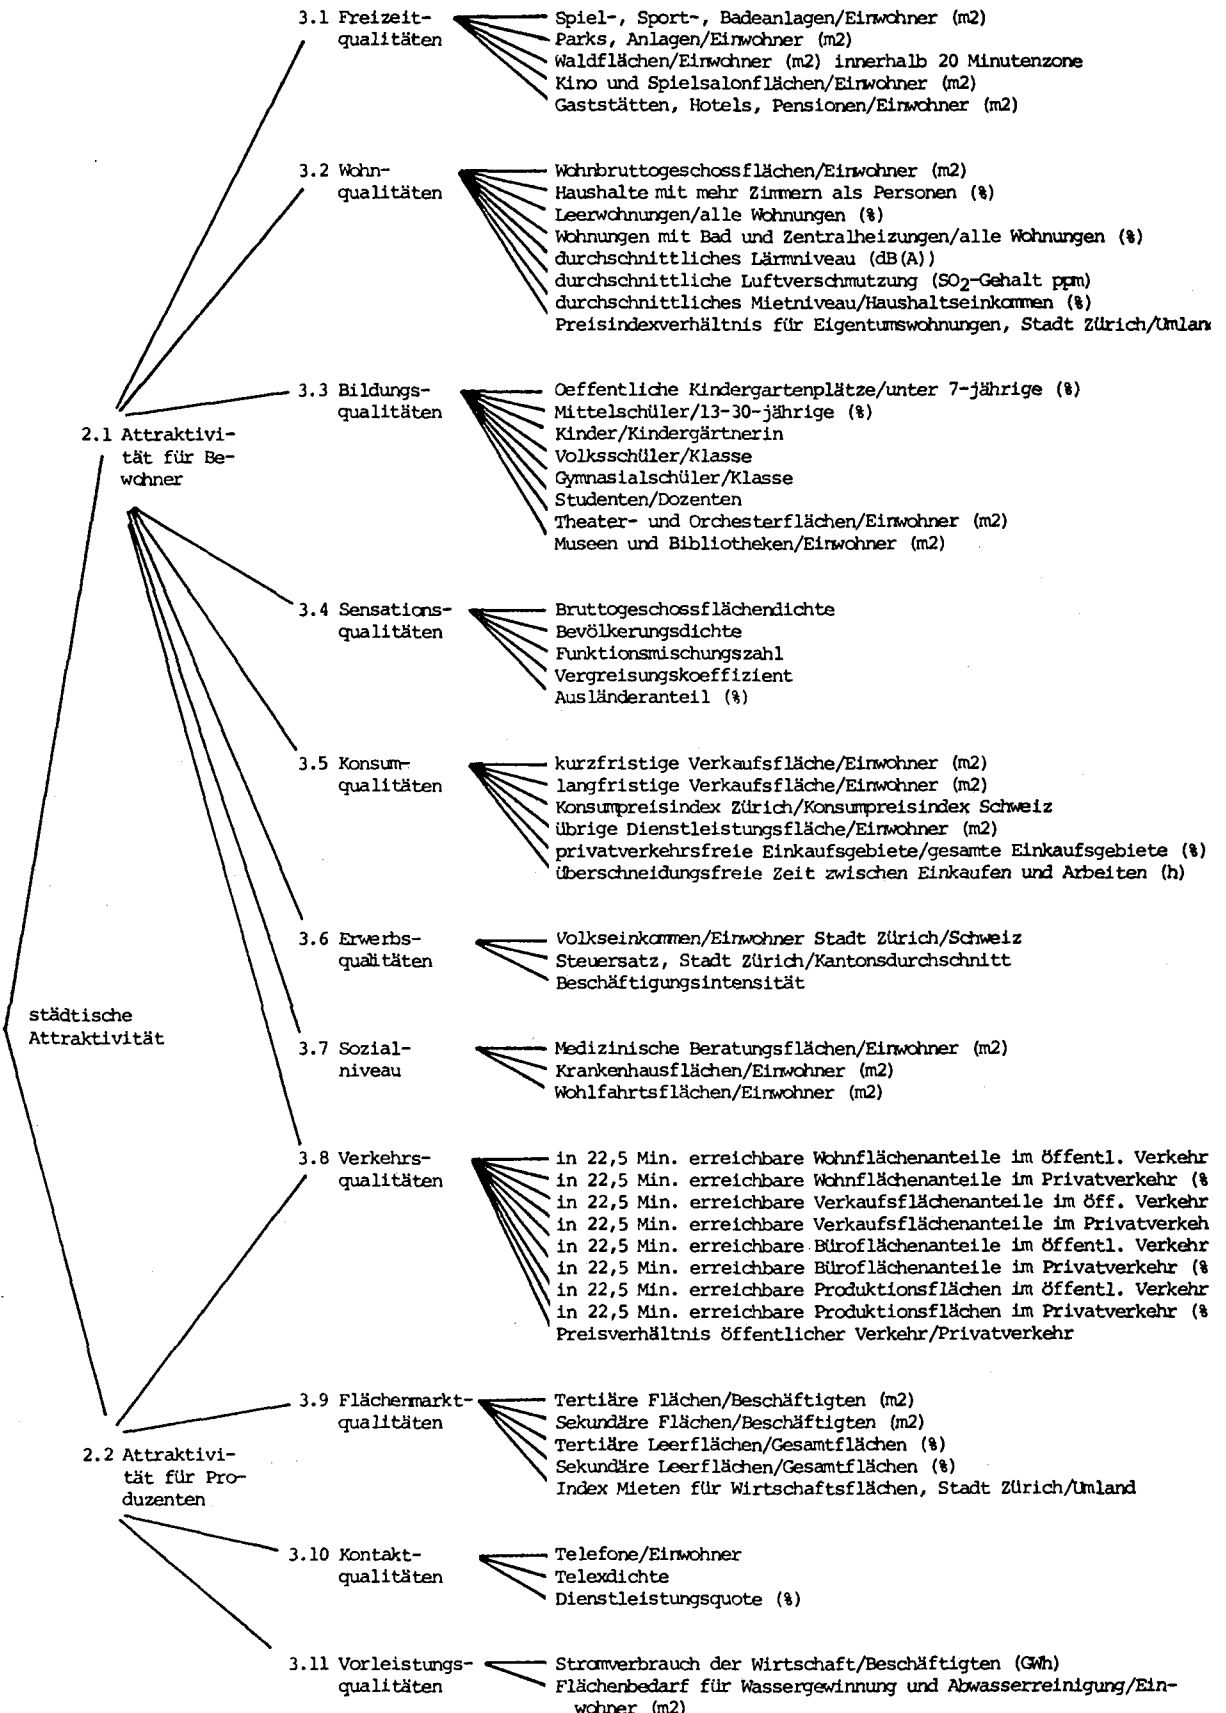 3.1 Freizeit-
qualitäten
Spiel-, Sport-, Badeanlagen/Einwohner (m2)
Parks, Anlagen/Einwohner (m2)
Waldflächen/Einwohner (m2) innerhalb 20 Minutenzone
Kino und Spielsalonflächen/Einwohner (m2)
Gaststätten, Hotels, Pensionen/Einwohner (m2)
3.2 Wohn-
qualitäten
Wohnbruttogeschossflächen/Einwohner (m2)
Haushalte mit mehr Zimmern als Personen (%)
Leerwohnungen/alle Wohnungen (%)
Wohnungen mit Bad und Zentralheizungen/alle Wohnungen (%)
durchschnittliches Lärmniveau (dB(A))
durchschnittliche Luftverschmutzung (SO2-Gehalt ppm)
durchschnittliches Mietniveau/Haushaltseinkommen (%)
Preisindexverhältnis für Eigentumswohnungen, Stadt Zürich/Umlan
3.3 Bildungs-
qualitäten
Oeffentliche Kindergartenplätze/unter 7-jährige (%)
Mittelschüler/13-30-jährige (%)
Kinder/Kindergärtnerin
Volksschüler/Klasse
Gymnasialschüler/Klasse
Studenten/Dozenten
Theater- und Orchesterflächen/Einwohner (m2)
Museen und Bibliotheken/Einwohner (m2)
2.1 Attraktivi-
tät für Be-
wohner
3.4 Sensations-
qualitäten
Bruttogeschossflächendichte
Bevölkerungsdichte
Funktionsmischungszahl
Vergreisungskoeffizient
Ausländeranteil (%)
3.5 Konsum-
qualitäten
kurzfristige Verkaufsfläche/Einwohner (m2)
langfristige Verkaufsfläche/Einwohner (m2)
Konsumpreisindex Zürich/Konsumpreisindex Schweiz
übrige Dienstleistungsfläche/Einwohner (m2)
privatverkehrsfreie Einkaufsgebiete/gesamte Einkaufsgebiete (%)
überschneidungsfreie Zeit zwischen Einkaufen und Arbeiten (h)
3.6 Erwerbs-
qualitäten
Volkseinkommen/Einwohner Stadt Zürich/Schweiz
Steuersatz, Stadt Zürich/Kantonsdurchschnitt
Beschäftigungsintensität
städtische
Attraktivität
3.7 Sozial-
niveau
Medizinische Beratungsflächen/Einwohner (m2)
Krankenhausflächen/Einwohner (m2)
Wohlfahrtsflächen/Einwohner (m2)
3.8 Verkehrs-
qualitäten
in 22,5 Min. erreichbare Wohnflächenanteile im öffentl. Verkehr
in 22,5 Min. erreichbare Wohnflächenanteile im Privatverkehr (%
in 22,5 Min. erreichbare Verkaufsflächenanteile im öff. Verkehr
in 22,5 Min. erreichbare Verkaufsflächenanteile im Privatverkeh
in 22,5 Min. erreichbare Büroflächenanteile im öffentl. Verkehr
in 22,5 Min. erreichbare Büroflächenanteile im Privatverkehr (%
in 22,5 Min. erreichbare Produktionsflächen im öffentl. Verkehr
in 22,5 Min. erreichbare Produktionsflächen im Privatverkehr (%
Preisverhältnis öffentlicher Verkehr/Privatverkehr
3.9 Flächenmarkt-
qualitäten
Tertiäre Flächen/Beschäftigten (m2)
Sekundäre Flächen/Beschäftigten (m2)
Tertiäre Leerflächen/Gesamtflächen (%)
Sekundäre Leerflächen/Gesamtflächen (%)
Index Mieten für Wirtschaftsflächen, Stadt Zürich/Umland
2.2 Attraktivi-
tät für Pro-
duzenten
3.10 Kontakt-
qualitäten
Telefone/Einwohner
Telexdichte
Dienstleistungsquote (%)
3.11 Vorleistungs-
qualitäten
Stromverbrauch der Wirtschaft/Beschäftigten (GWh)
Flächenbedarf für Wassergewinnung und Abwasserreinigung/Ein-
wohner (m2)